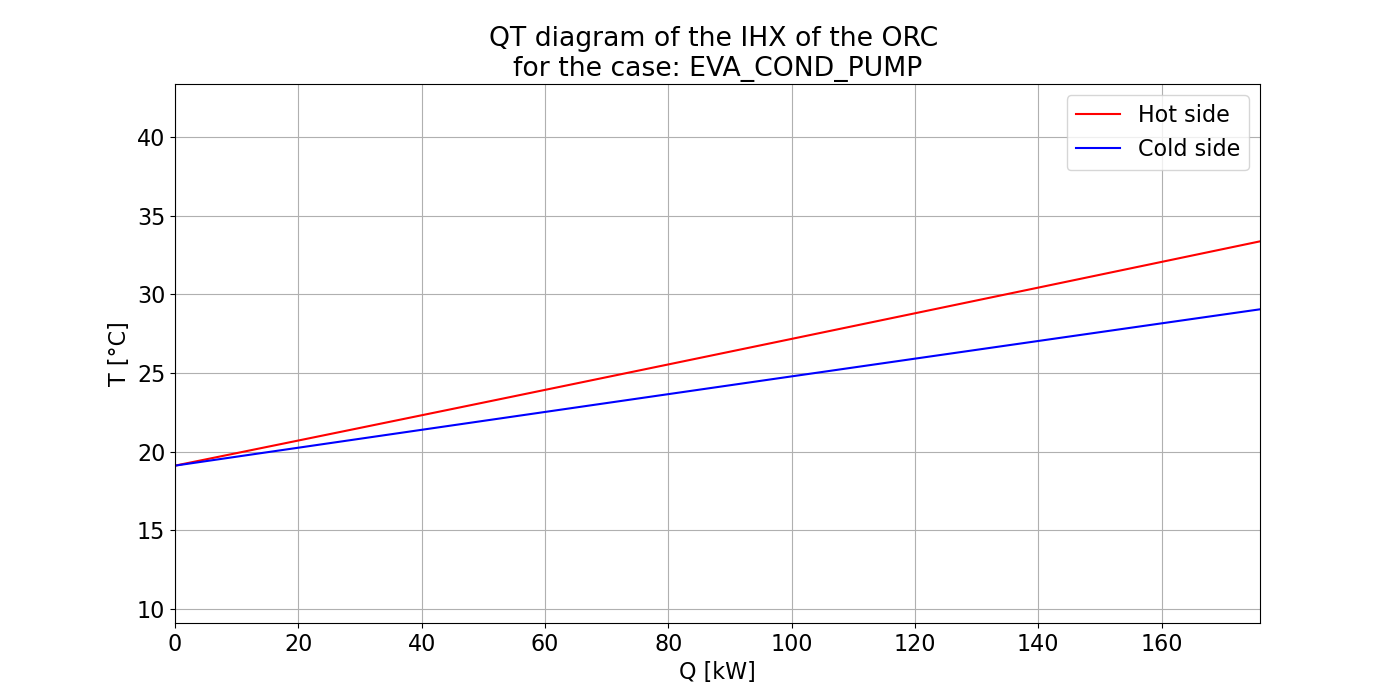 QT diagram of the IHX of the ORC
for the case: EVA_COND_PUMP
Hot side
Cold side
40
35
30
25
20
15
10
T [°C]
0 20 40 60 80 100 120 140 160
Q [kW]